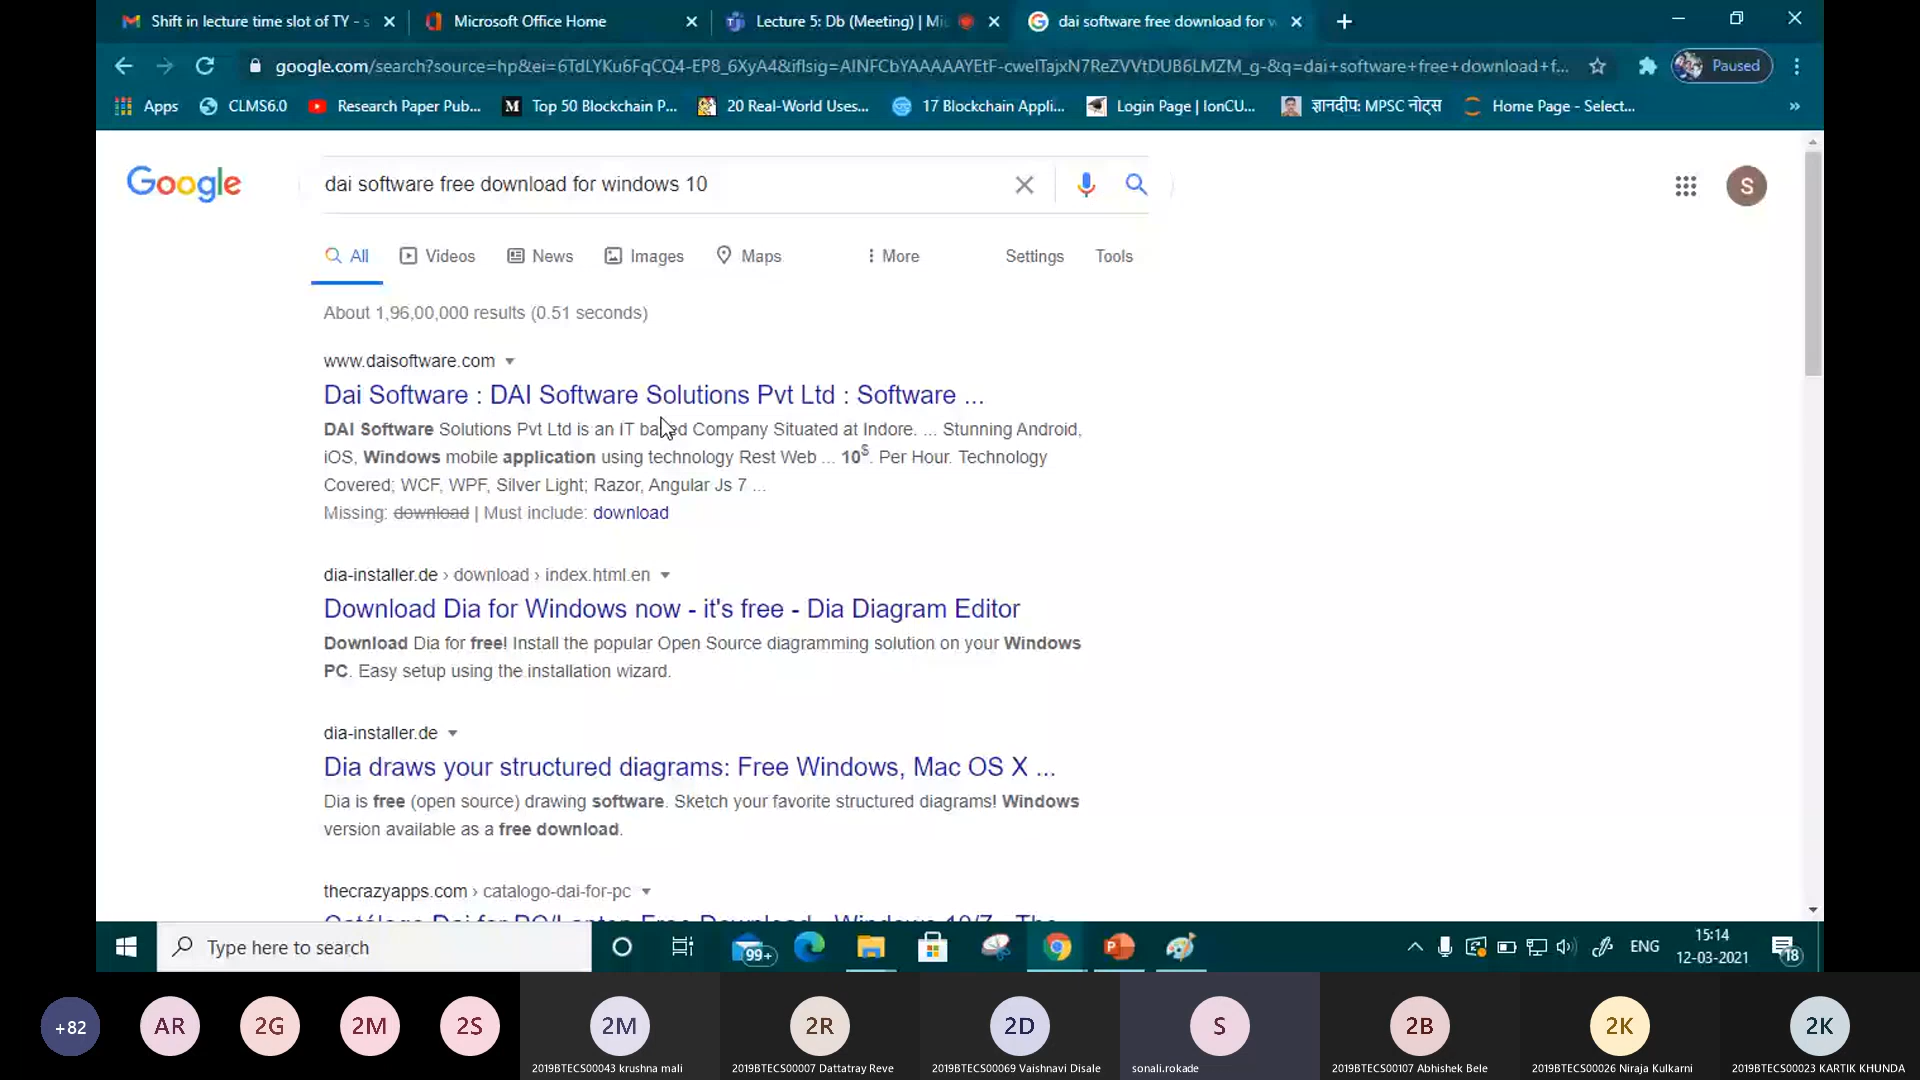 Shift in lecture time slot of TY - s
Microsoft Office Home
Lecture 5: Db (Meeting) | Mi
dai software free download for w
google.com/search?source=hp&ei=6TdLYKu6FqCQ4-EP8_6XyA4&iflsig=AINFCbYAAAAAYEtF-cwelTajxN7ReZVVtDUB6LMZM_g-&q=dai+software+free+download+f...
Paused
Apps
CLMS6.0
Research Paper Pub...
Top 50 Blockchain P...
20 Real-World Uses...
17 Blockchain Appli...
Login Page | IonCU...
ज्ञानदीप: MPSC नोट्स
Home Page - Select...
Google
dai software free download for windows 10
S
All
Videos
News
Images
Maps
More
Settings
Tools
About 1,96,00,000 results (0.51 seconds)
www.daisoftware.com
Dai Software : DAI Software Solutions Pvt Ltd : Software ...
DAI Software Solutions Pvt Ltd is an IT based Company Situated at Indore. ... Stunning Android,
iOS, Windows mobile application using technology Rest Web ... 10$. Per Hour. Technology
Covered; WCF, WPF, Silver Light; Razor, Angular Js 7 ...
Missing: download | Must include: download
dia-installer.de › download › index.html.en
Download Dia for Windows now - it's free - Dia Diagram Editor
Download Dia for free! Install the popular Open Source diagramming solution on your Windows
PC. Easy setup using the installation wizard.
dia-installer.de
Dia draws your structured diagrams: Free Windows, Mac OS X ...
Dia is free (open source) drawing software. Sketch your favorite structured diagrams! Windows
version available as a free download.
thecrazyapps.com › catalogo-dai-for-pc
Catálogo Dai for PC/Laptop Free Download - Windows 10/7 - The
Type here to search
99+
ENG
15:14
12-03-2021
18
+82
AR
2G
2M
2S
2M
2019BTECS00043 krushna mali
2R
2019BTECS00007 Dattatray Reve
2D
2019BTECS00069 Vaishnavi Disale
S
sonali.rokade
2B
2019BTECS00107 Abhishek Bele
2K
2019BTECS00026 Niraja Kulkarni
2K
2019BTECS00023 KARTIK KHUNDA